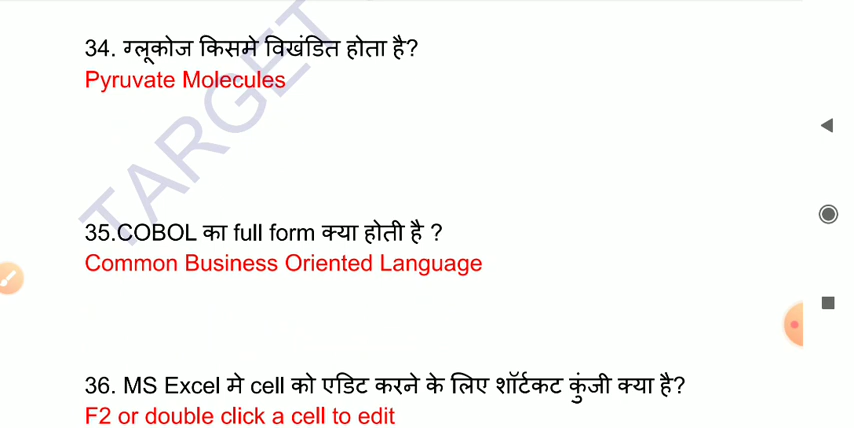 34. ग्लूकोज किसमे विखंडित होता है?
Pyruvate Molecules
TARGET
35.COBOL का full form क्या होती है ?
Common Business Oriented Language
36. MS Excel मे cell को एडिट करने के लिए शॉर्टकट कुंजी क्या है?
F2 or double click a cell to edit